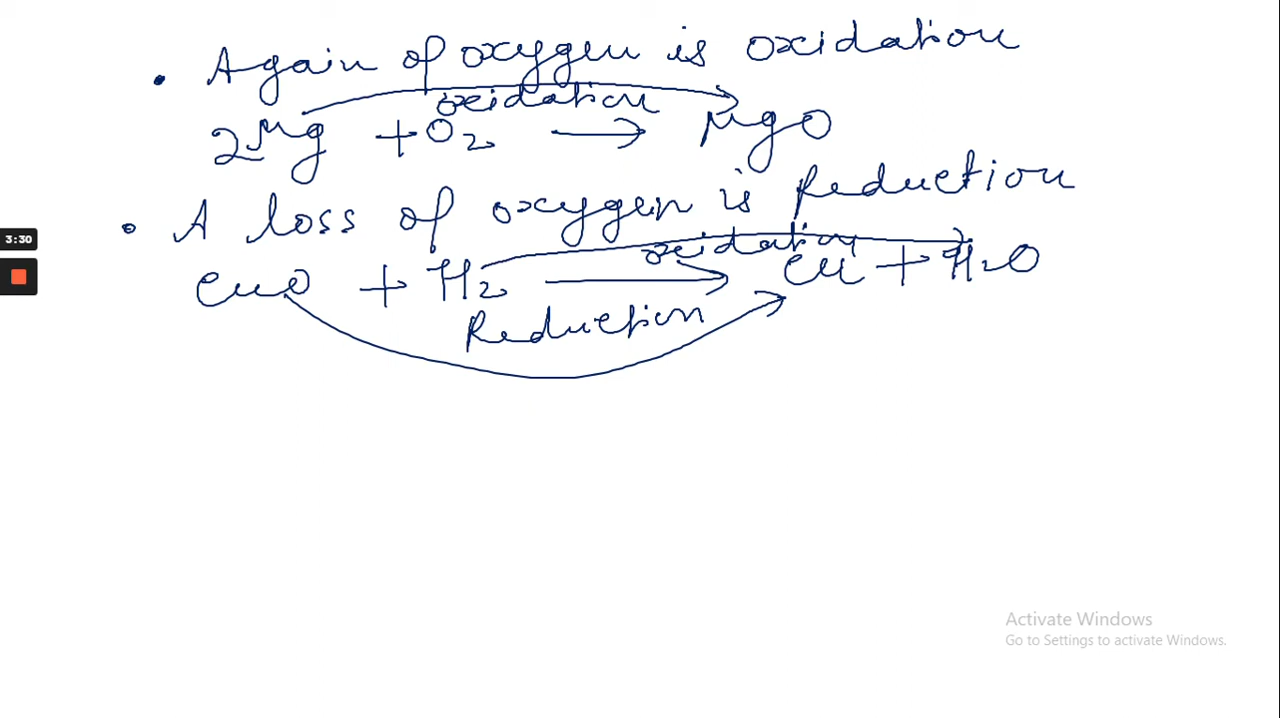 • Again of oxygen is oxidation
oxidation
2Mg + O₂ → MgO
• A loss of oxygen is Reduction
oxidation
CuO + H₂ → Cu + H₂O
Reduction
3:30
Activate Windows
Go to Settings to activate Windows.